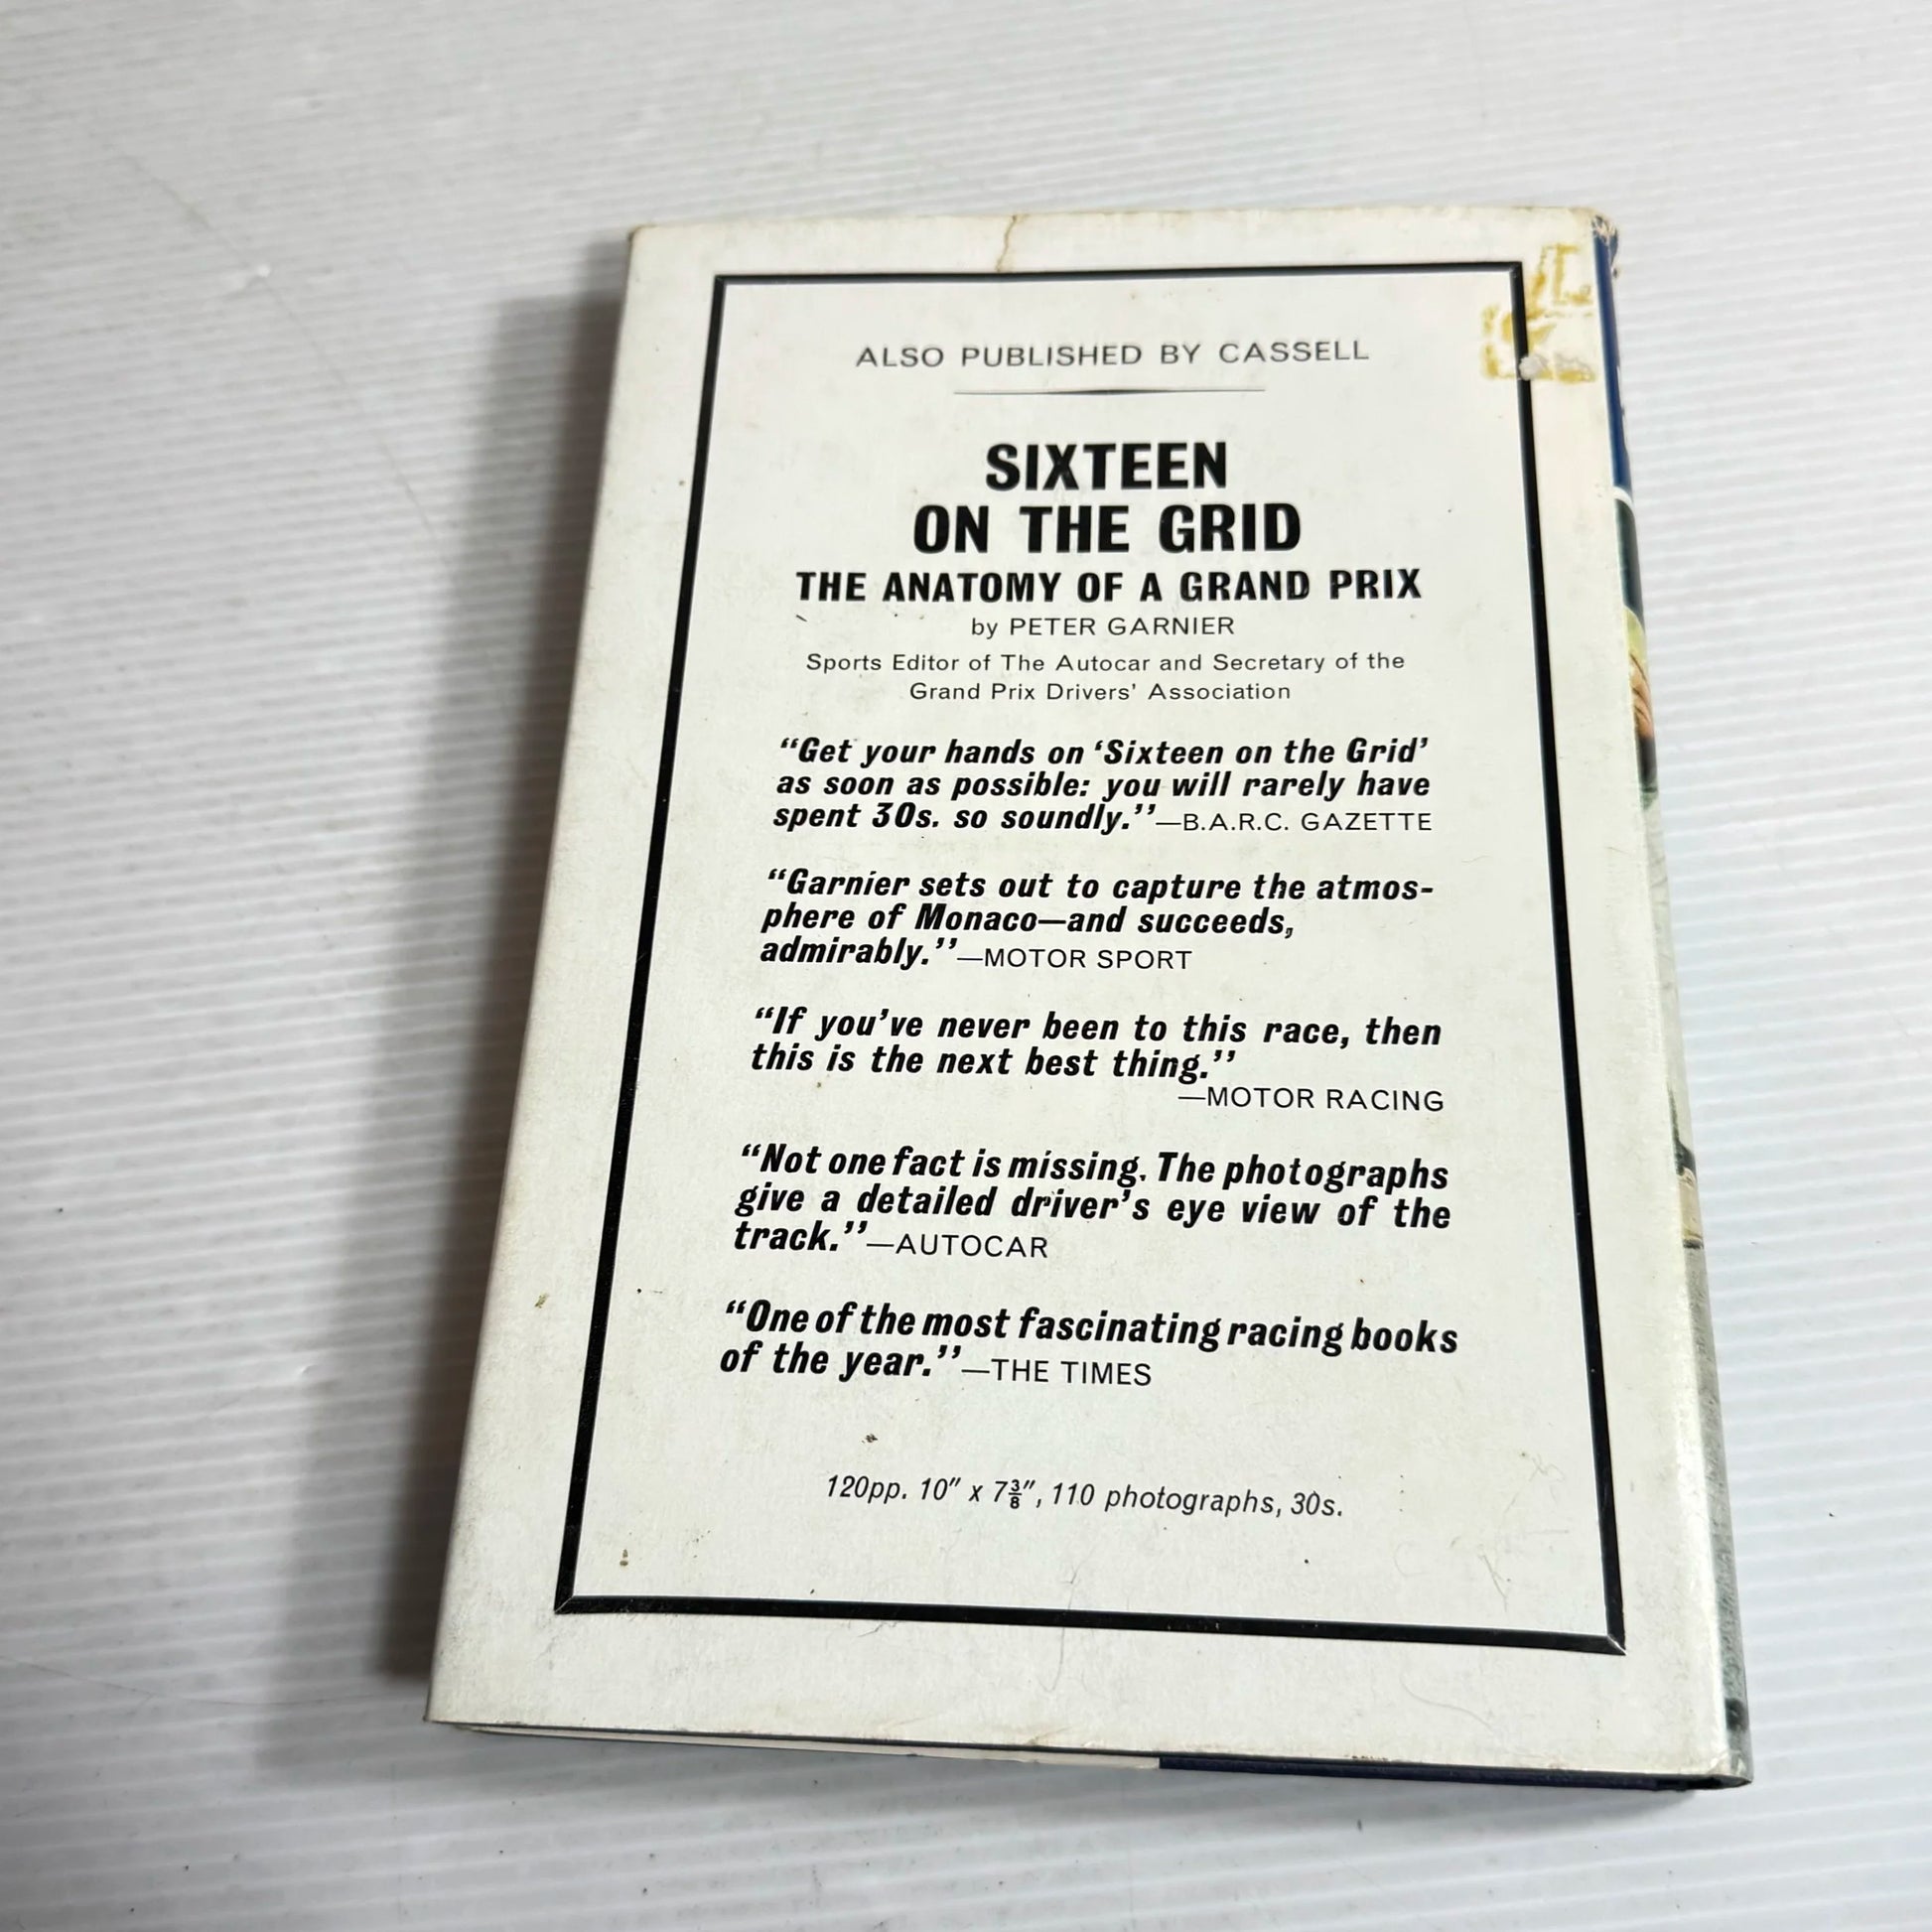 ALSO PUBLISHED BY CASSELL
SIXTEEN
ON THE GRID
THE ANATOMY OF A GRAND PRIX
by PETER GARNIER
Sports Editor of The Autocar and Secretary of the
Grand Prix Drivers' Association
“Get your hands on ‘Sixteen on the Grid’
as soon as possible: you will rarely have
spent 30s. so soundly.”—B.A.R.C. GAZETTE
“Garnier sets out to capture the atmos-
phere of Monaco—and succeeds,
admirably.”—MOTOR SPORT
“If you’ve never been to this race, then
this is the next best thing.”
—MOTOR RACING
“Not one fact is missing. The photographs
give a detailed driver’s eye view of the
track.”—AUTOCAR
“One of the most fascinating racing books
of the year.”—THE TIMES
120pp. 10″ x 7⅜″, 110 photographs, 30s.